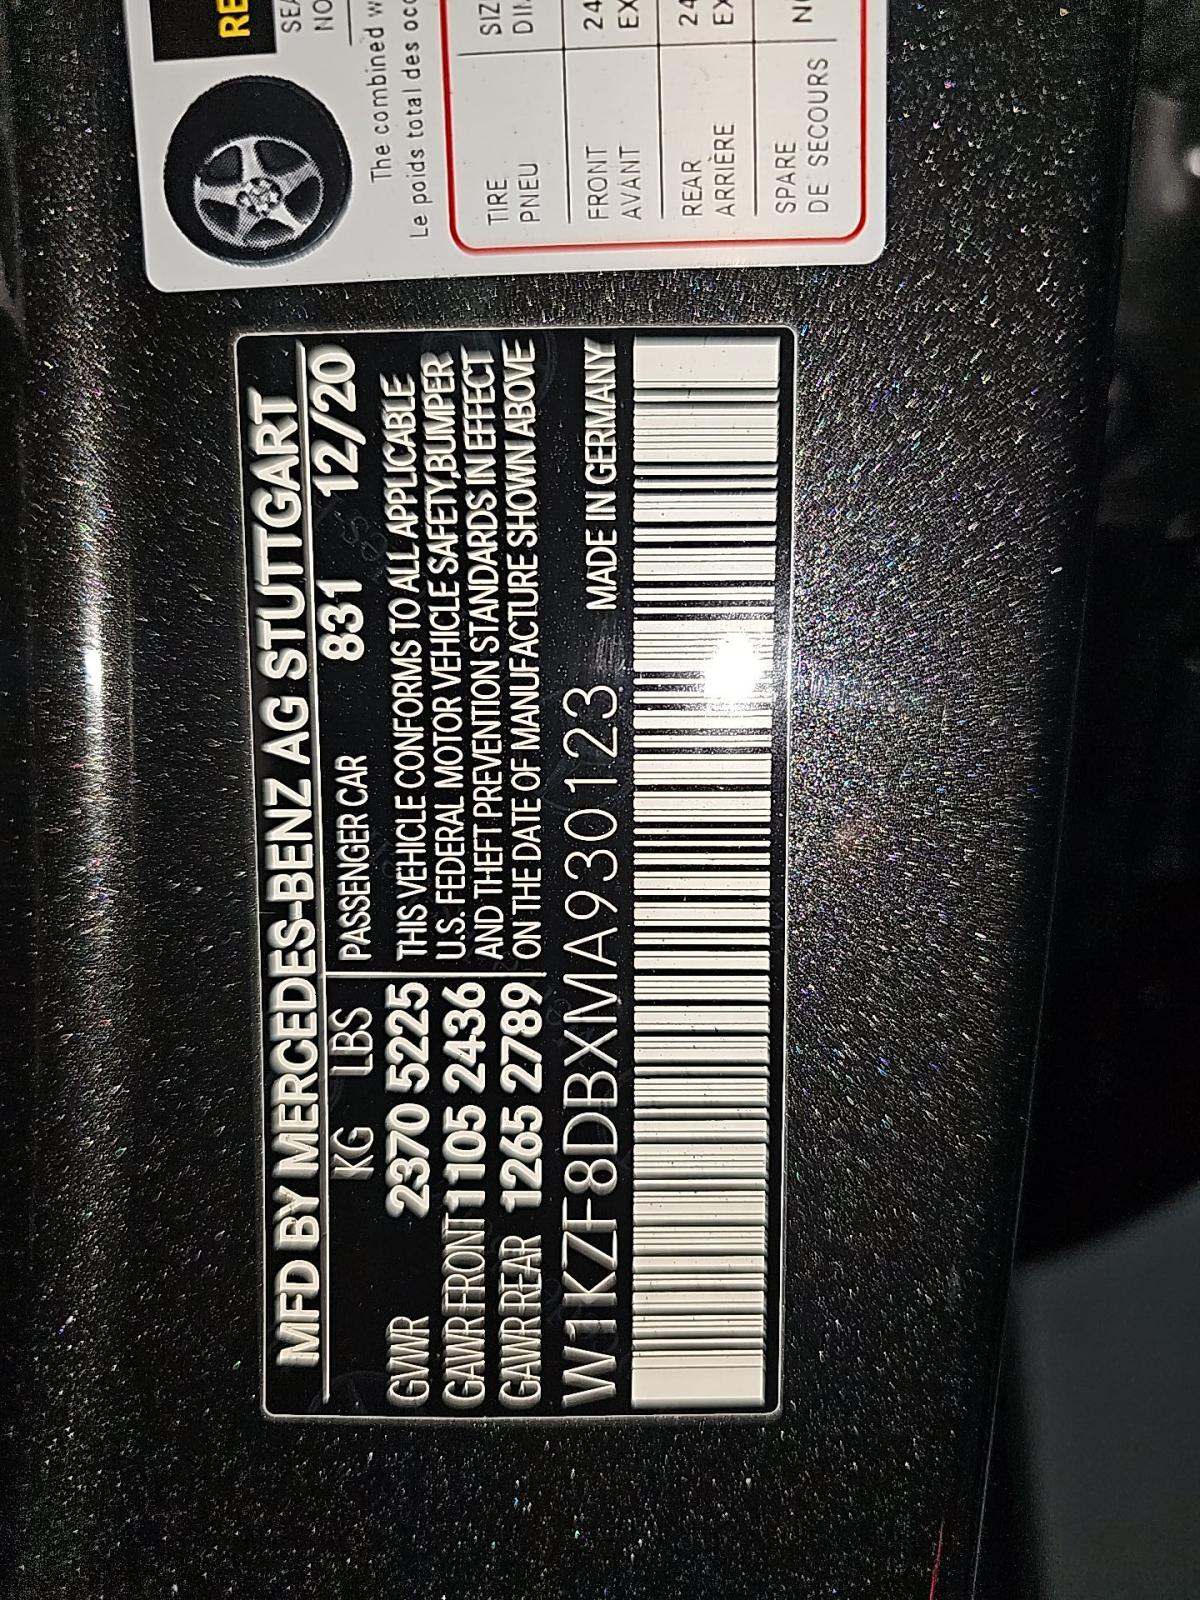 MFD BY MERCEDES-BENZ AG STUTTGART
KG LBS
PASSENGER CAR 831 12/20
GVWR 2370 5225
GAWR FRONT 1105 2436
GAWR REAR 1265 2789
THIS VEHICLE CONFORMS TO ALL APPLICABLE
U.S. FEDERAL MOTOR VEHICLE SAFETY,BUMPER
AND THEFT PREVENTION STANDARDS IN EFFECT
ON THE DATE OF MANUFACTURE SHOWN ABOVE
W1KZF8DBXMA930123 MADE IN GERMANY
The combined
Le poids total des
TIRE
PNEU
FRONT 24
AVANT
REAR 24
ARRIÈRE
SPARE
DE SECOURS